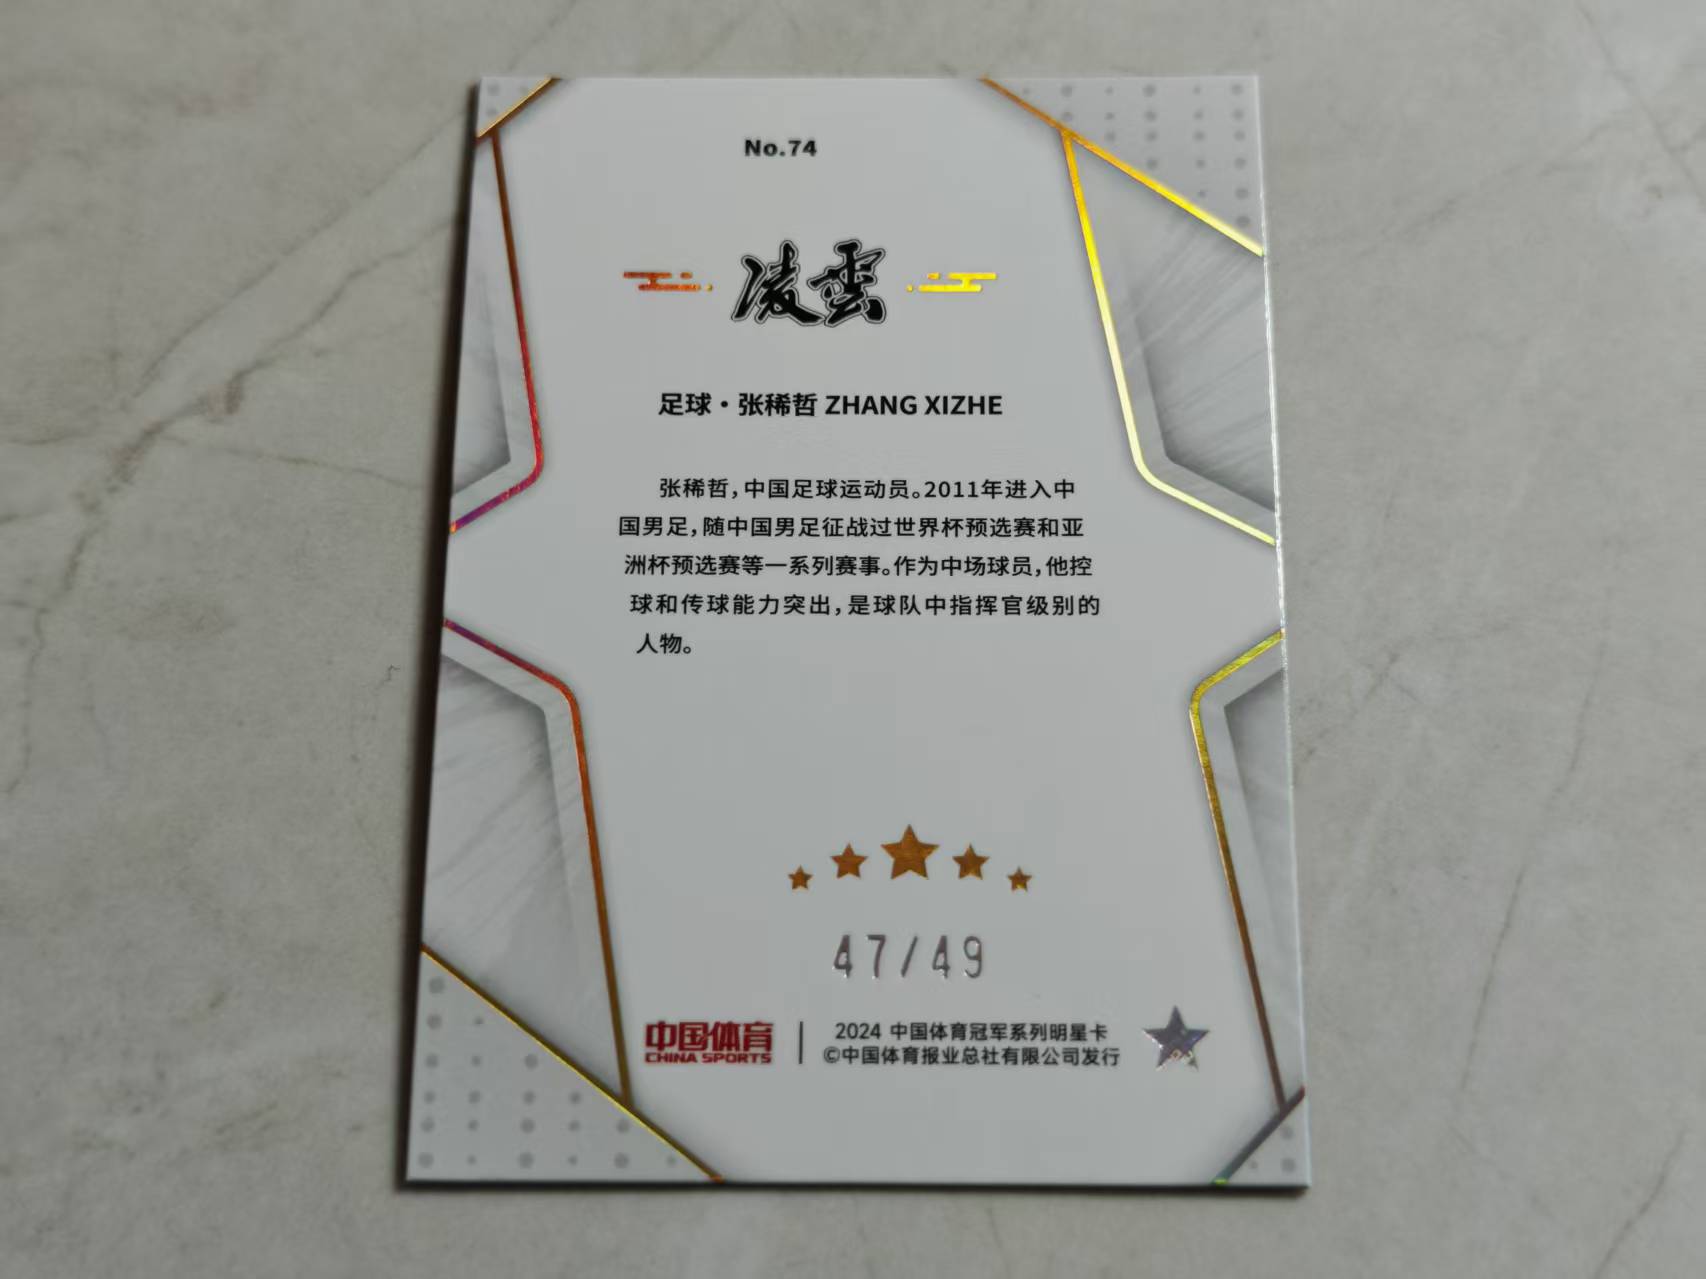 No.74
凌雲
足球·张稀哲 ZHANG XIZHE
张稀哲,中国足球运动员。2011年进入中
国男足,随中国男足征战过世界杯预选赛和亚
洲杯预选赛等一系列赛事。作为中场球员,他控
球和传球能力突出,是球队中指挥官级别的
人物。
47/49
中国体育
CHINA SPORTS
2024 中国体育冠军系列明星卡
©中国体育报业总社有限公司发行